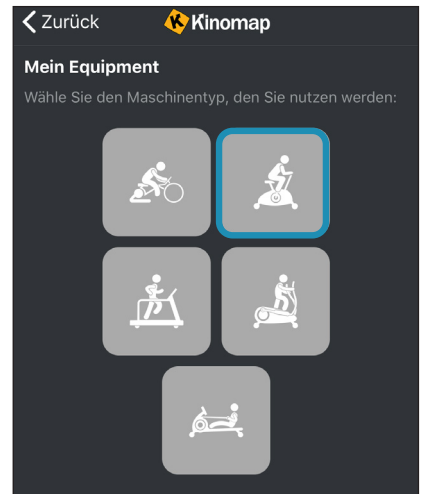 Zurück
Kinomap
Mein Equipment
Wähle Sie den Maschinentyp, den Sie nutzen werden: